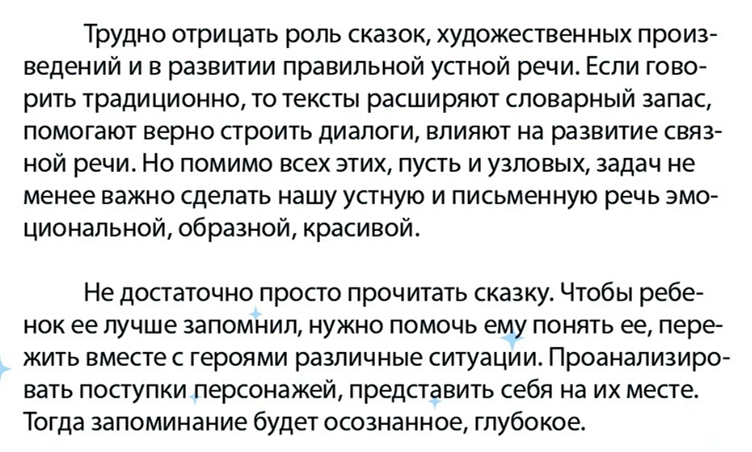 Трудно отрицать роль сказок, художественных произ-
ведений и в развитии правильной устной речи. Если гово-
рить традиционно, то тексты расширяют словарный запас,
помогают верно строить диалоги, влияют на развитие связ-
ной речи. Но помимо всех этих, пусть и узловых, задач не
менее важно сделать нашу устную и письменную речь эмо-
циональной, образной, красивой.
Не достаточно просто прочитать сказку. Чтобы ребе-
нок ее лучше запомнил, нужно помочь ему понять ее, пере-
жить вместе с героями различные ситуации. Проанализиро-
вать поступки персонажей, представить себя на их месте.
Тогда запоминание будет осознанное, глубокое.